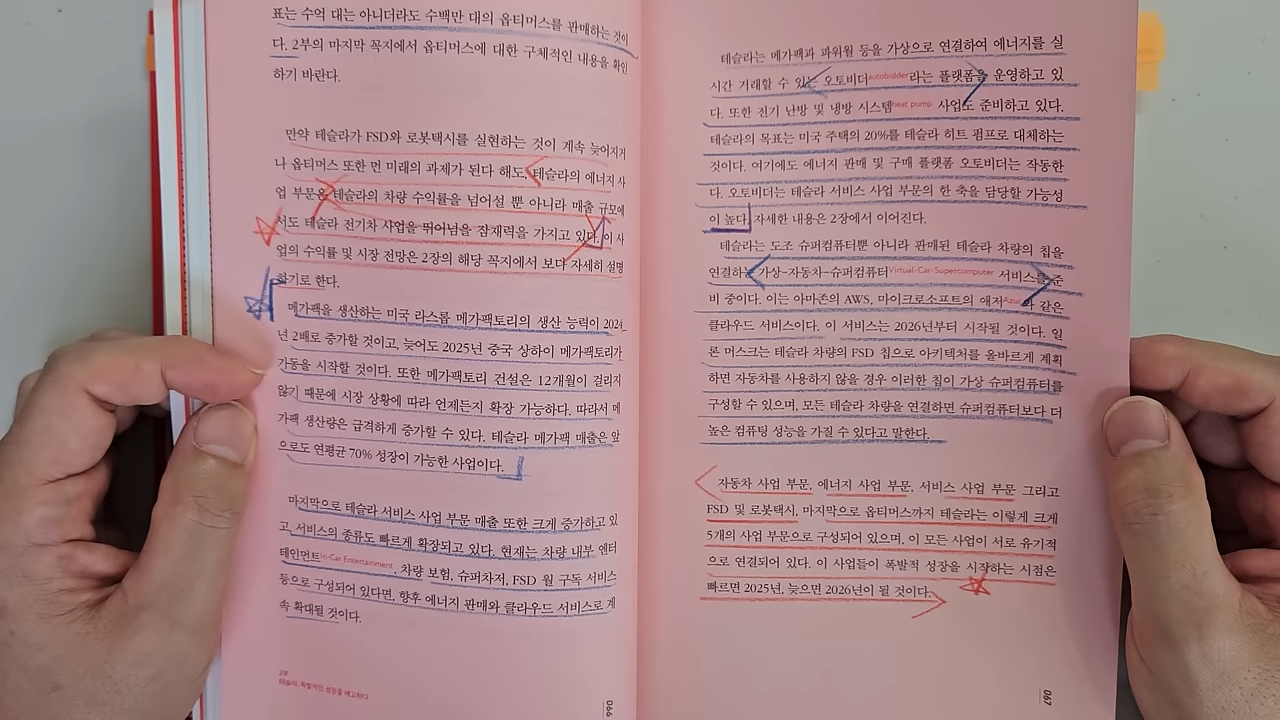 표는 수억 대는 아니더라도 수백만 대의 옵티머스를 판매하는 것이
다. 2부의 마지막 꼭지에서 옵티머스에 대한 구체적인 내용을 확인
하기 바란다.
만약 테슬라가 FSD와 로봇택시를 실현하는 것이 계속 늦어지거
나 옵티머스 또한 먼 미래의 과제가 된다 해도, 테슬라의 에너지 사
업 부문은 테슬라의 차량 수익률을 넘어설 뿐 아니라 매출 규모에
서도 테슬라 전기차 사업을 뛰어넘을 잠재력을 가지고 있다. 이 사
업의 수익률 및 시장 전망은 2장의 해당 꼭지에서 보다 자세히 설명
하기로 한다.
메가팩을 생산하는 미국 라스롭 메가팩토리의 생산 능력이 2024
년 2배로 증가할 것이고, 늦어도 2025년 중국 상하이 메가팩토리가
가동을 시작할 것이다. 또한 메가팩토리 건설은 12개월이 걸리지
않기 때문에 시장 상황에 따라 언제든지 확장 가능하다. 따라서 메
가팩 생산량은 급격하게 증가할 수 있다. 테슬라 메가팩 매출은 앞
으로도 연평균 70% 성장이 가능한 사업이다.
마지막으로 테슬라 서비스 사업 부문 매출 또한 크게 증가하고 있
고, 서비스의 종류도 빠르게 확장되고 있다. 현재는 차량 내부 엔터
테인먼트In-Car Entertainment, 차량 보험, 슈퍼차저, FSD 월 구독 서비스
등으로 구성되어 있다면, 향후 에너지 판매와 클라우드 서비스로 계
속 확대될 것이다.
2부
테슬라, 폭발적인 성장을 예고하다
066
테슬라는 메가팩과 파워월 등을 가상으로 연결하여 에너지를 실
시간 거래할 수 있는 오토비더autobidder라는 플랫폼을 운영하고 있
다. 또한 전기 난방 및 냉방 시스템heat pump 사업도 준비하고 있다.
테슬라의 목표는 미국 주택의 20%를 테슬라 히트 펌프로 대체하는
것이다. 여기에도 에너지 판매 및 구매 플랫폼 오토비더는 작동한
다. 오토비더는 테슬라 서비스 사업 부문의 한 축을 담당할 가능성
이 높다. 자세한 내용은 2장에서 이어진다.
테슬라는 도조 슈퍼컴퓨터뿐 아니라 판매된 테슬라 차량의 칩을
연결하는 가상-자동차-슈퍼컴퓨터Virtual-Car-Supercomputer 서비스를 준
비 중이다. 이는 아마존의 AWS, 마이크로소프트의 애저Azure와 같은
클라우드 서비스이다. 이 서비스는 2026년부터 시작될 것이다. 일
론 머스크는 테슬라 차량의 FSD 칩으로 아키텍처를 올바르게 계획
하면 자동차를 사용하지 않을 경우 이러한 칩이 가상 슈퍼컴퓨터를
구성할 수 있으며, 모든 테슬라 차량을 연결하면 슈퍼컴퓨터보다 더
높은 컴퓨팅 성능을 가질 수 있다고 말한다.
자동차 사업 부문, 에너지 사업 부문, 서비스 사업 부문 그리고
FSD 및 로봇택시, 마지막으로 옵티머스까지 테슬라는 이렇게 크게
5개의 사업 부문으로 구성되어 있으며, 이 모든 사업이 서로 유기적
으로 연결되어 있다. 이 사업들이 폭발적 성장을 시작하는 시점은
빠르면 2025년, 늦으면 2026년이 될 것이다.
067